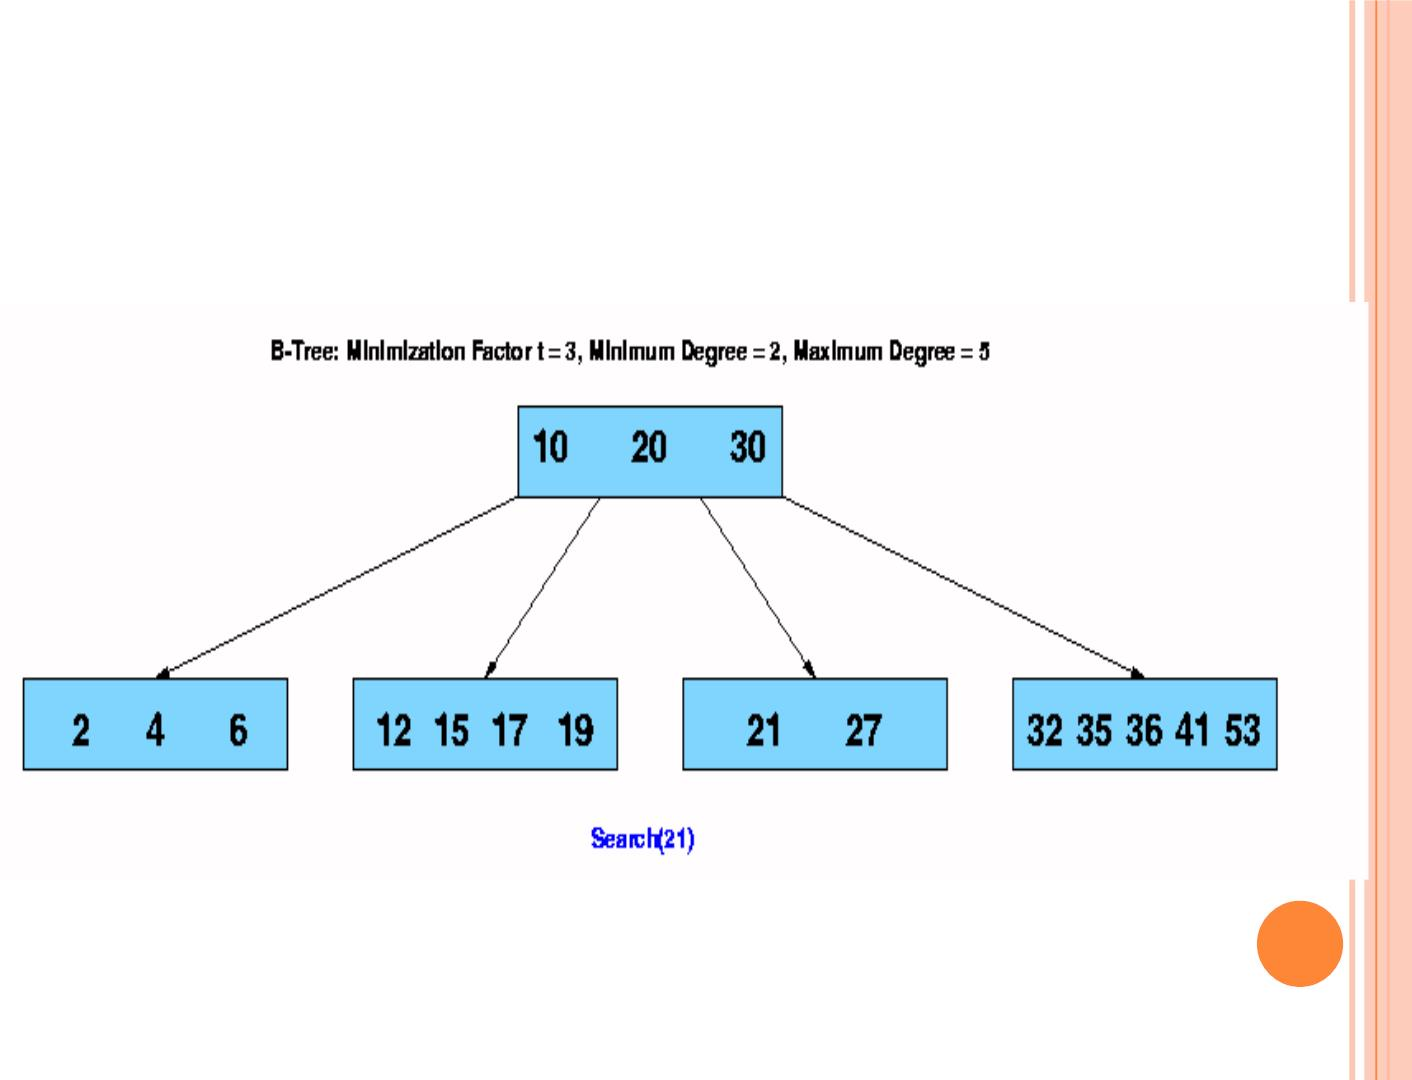 B-Tree: Minimization Factor t = 3, Minimum Degree = 2, Maximum Degree = 5
10 20 30
2 4 6
12 15 17 19
21 27
32 35 36 41 53
Search(21)